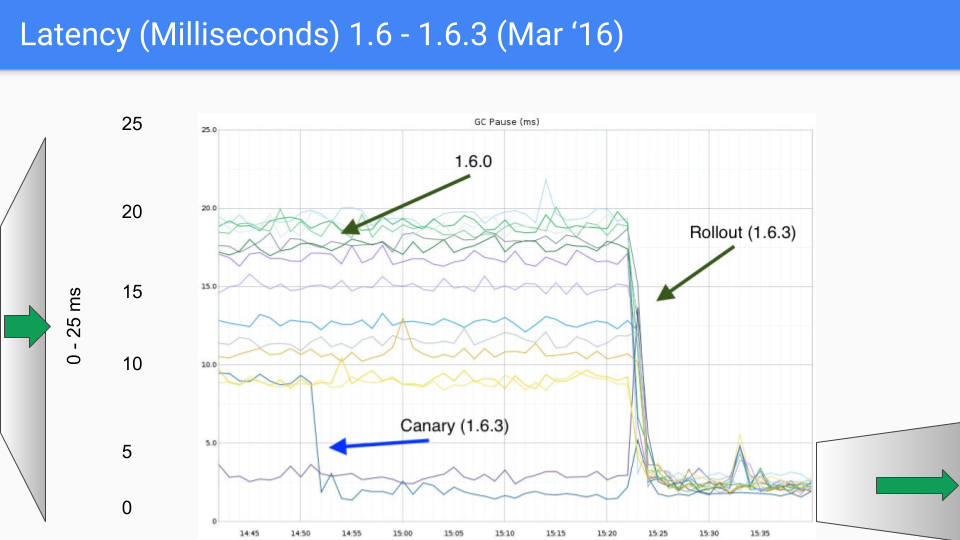 Latency (Milliseconds) 1.6 - 1.6.3 (Mar ‘16)
25
20
15
10
5
0
0 - 25 ms
GC Pause (ms)
25.0
20.0
15.0
10.0
5.0
0
1.6.0
Rollout (1.6.3)
Canary (1.6.3)
14:45 14:50 14:55 15:00 15:05 15:10 15:15 15:20 15:25 15:30 15:35